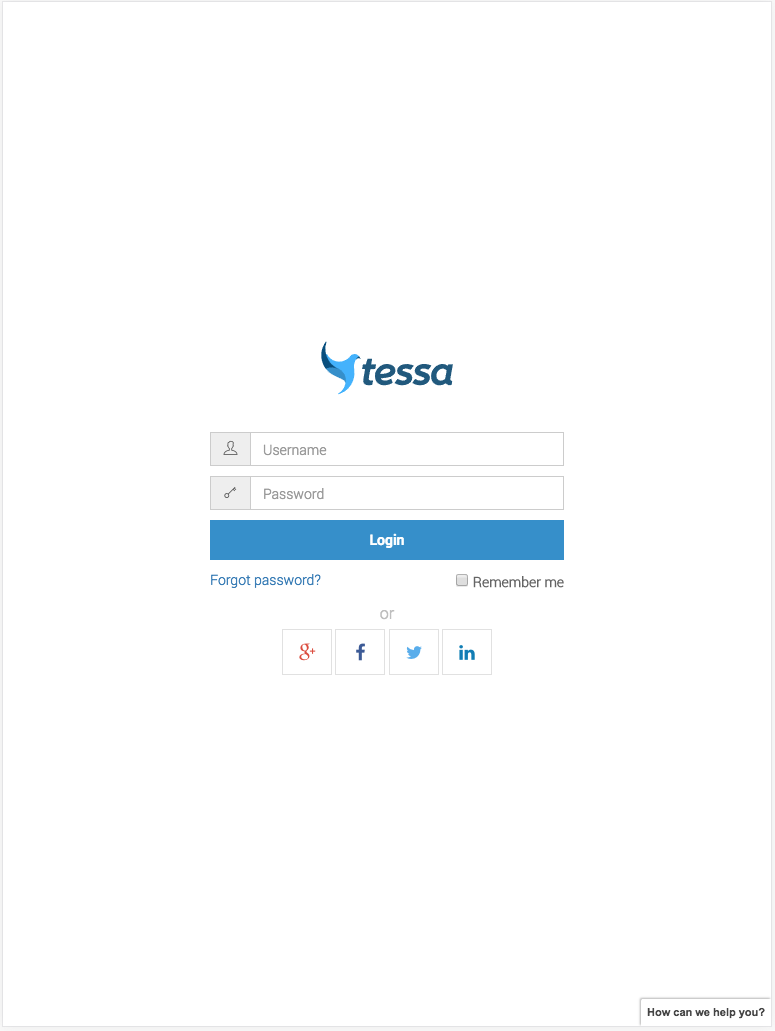 tessa
Username
Password
Login
Forgot password?
Remember me
or
g+
f
in
How can we help you?